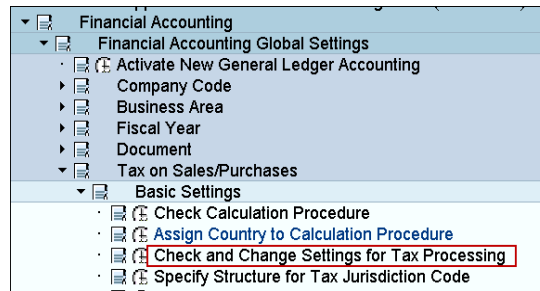 Financial Accounting
Financial Accounting Global Settings
Activate New General Ledger Accounting
Company Code
Business Area
Fiscal Year
Document
Tax on Sales/Purchases
Basic Settings
Check Calculation Procedure
Assign Country to Calculation Procedure
Check and Change Settings for Tax Processing
Specify Structure for Tax Jurisdiction Code